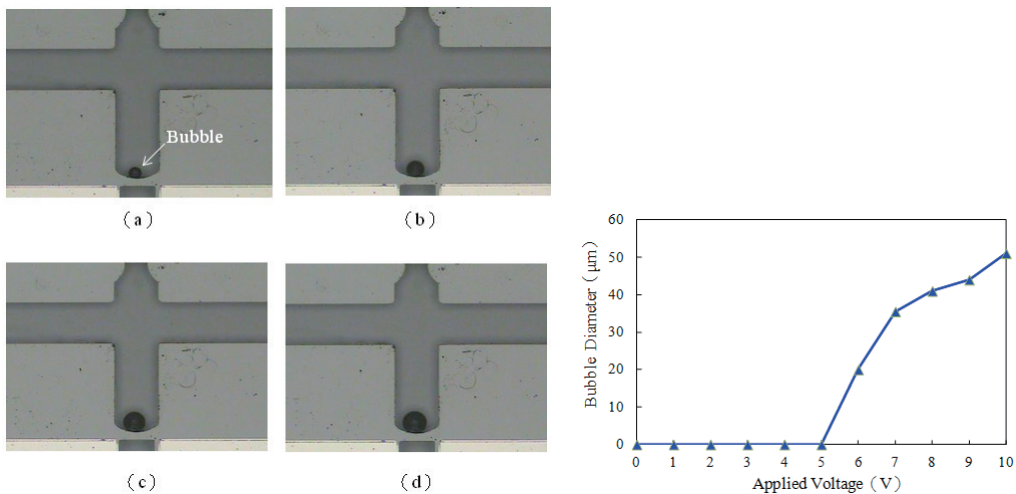 Bubble
(a)
(b)
(c)
(d)
Bubble Diameter (μm)
60
50
40
30
20
10
0
0 1 2 3 4 5 6 7 8 9 10
Applied Voltage (V)